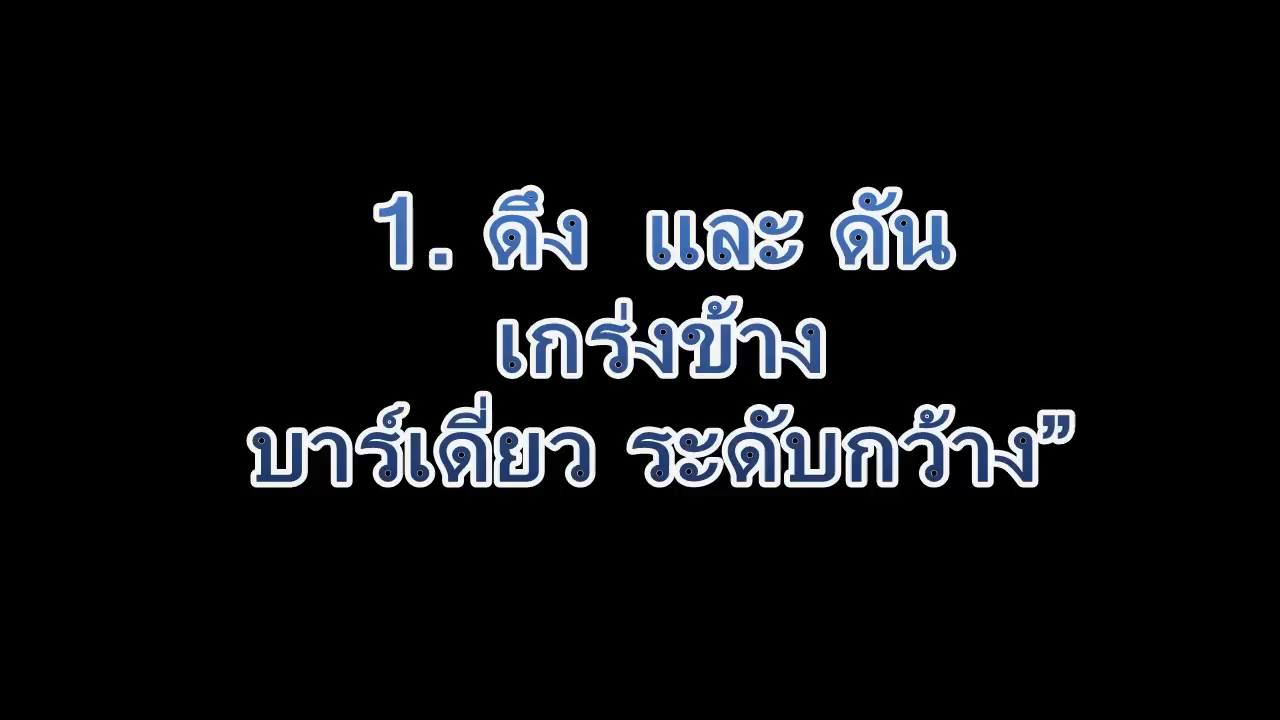 1. ดึง  และ ดัน
เกร่งข้าง
บาร์เดี่ยว ระดับกว้าง”